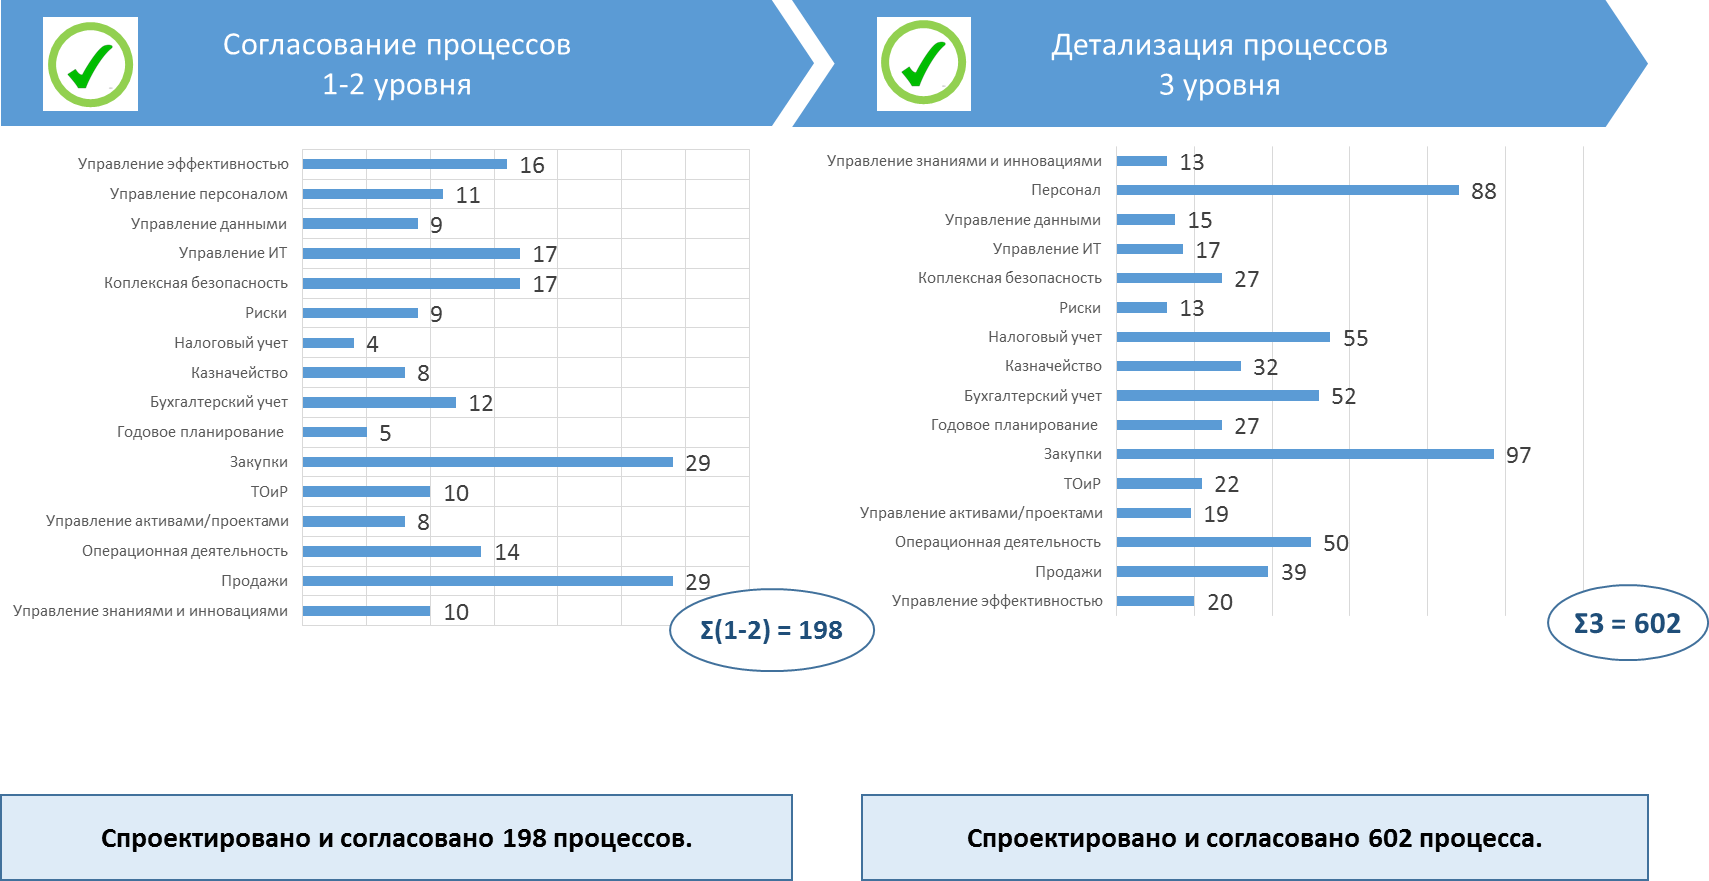 Согласование процессов
1-2 уровня
Детализация процессов
3 уровня
Управление эффективностью 16
Управление персоналом 11
Управление данными 9
Управление ИТ 17
Коплексная безопасность 17
Риски 9
Налоговый учет 4
Казначейство 8
Бухгалтерский учет 12
Годовое планирование 5
Закупки 29
ТОиР 10
Управление активами/проектами 8
Операционная деятельность 14
Продажи 29
Управление знаниями и инновациями 10
Σ(1-2) = 198
Управление знаниями и инновациями 13
Персонал 88
Управление данными 15
Управление ИТ 17
Коплексная безопасность 27
Риски 13
Налоговый учет 55
Казначейство 32
Бухгалтерский учет 52
Годовое планирование 27
Закупки 97
ТОиР 22
Управление активами/проектами 19
Операционная деятельность 50
Продажи 39
Управление эффективностью 20
Σ3 = 602
Спроектировано и согласовано 198 процессов.
Спроектировано и согласовано 602 процесса.